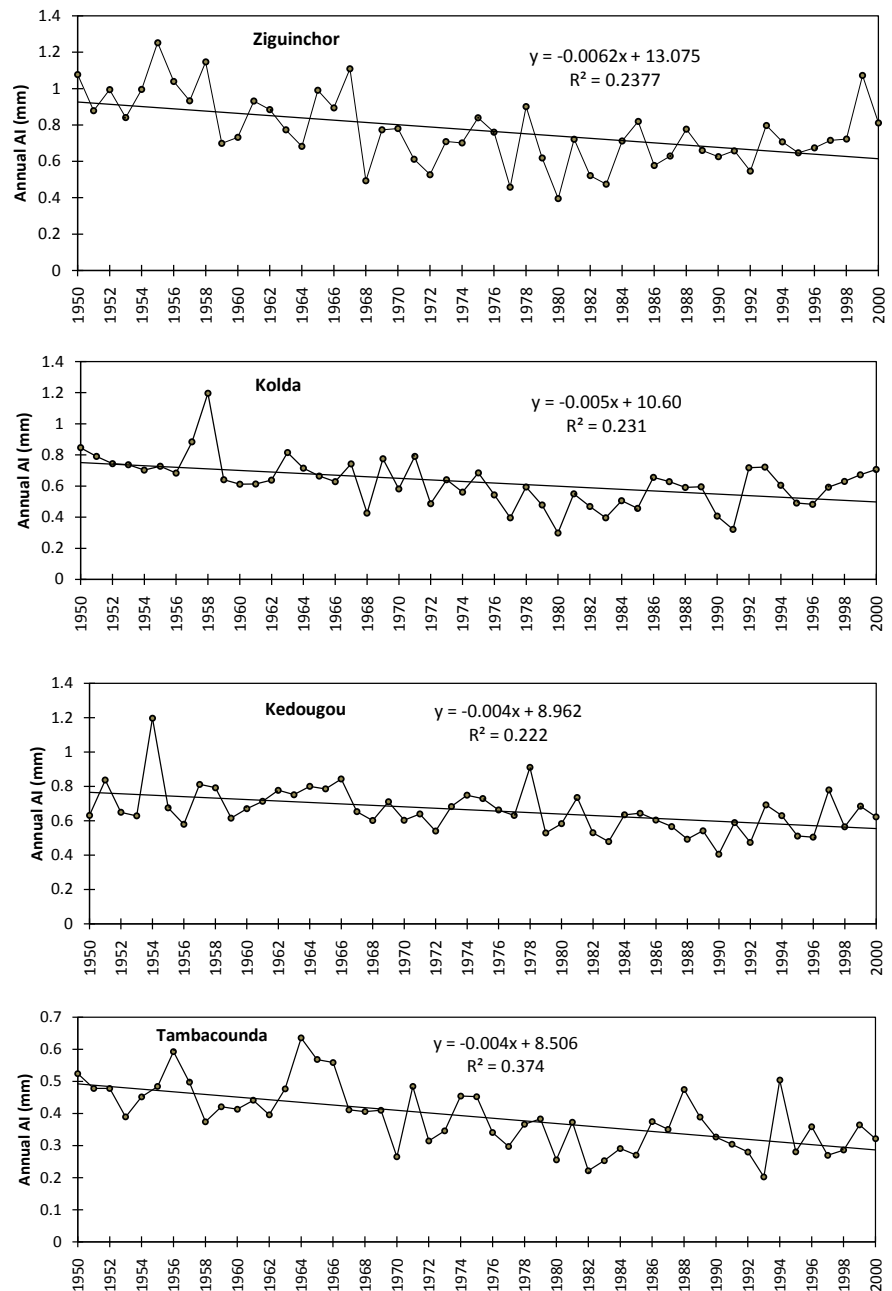 Ziguinchor
y = -0.0062x + 13.075
R² = 0.2377
Annual AI (mm)
1.4
1.2
1
0.8
0.6
0.4
0.2
0
1950 1952 1954 1956 1958 1960 1962 1964 1966 1968 1970 1972 1974 1976 1978 1980 1982 1984 1986 1988 1990 1992 1994 1996 1998 2000
Kolda
y = -0.005x + 10.60
R² = 0.231
Annual AI (mm)
1.4
1.2
1
0.8
0.6
0.4
0.2
0
1950 1952 1954 1956 1958 1960 1962 1964 1966 1968 1970 1972 1974 1976 1978 1980 1982 1984 1986 1988 1990 1992 1994 1996 1998 2000
Kedougou
y = -0.004x + 8.962
R² = 0.222
Annual AI (mm)
1.4
1.2
1
0.8
0.6
0.4
0.2
0
1950 1952 1954 1956 1958 1960 1962 1964 1966 1968 1970 1972 1974 1976 1978 1980 1982 1984 1986 1988 1990 1992 1994 1996 1998 2000
Tambacounda
y = -0.004x + 8.506
R² = 0.374
Annual AI (mm)
0.7
0.6
0.5
0.4
0.3
0.2
0.1
0
1950 1952 1954 1956 1958 1960 1962 1964 1966 1968 1970 1972 1974 1976 1978 1980 1982 1984 1986 1988 1990 1992 1994 1996 1998 2000